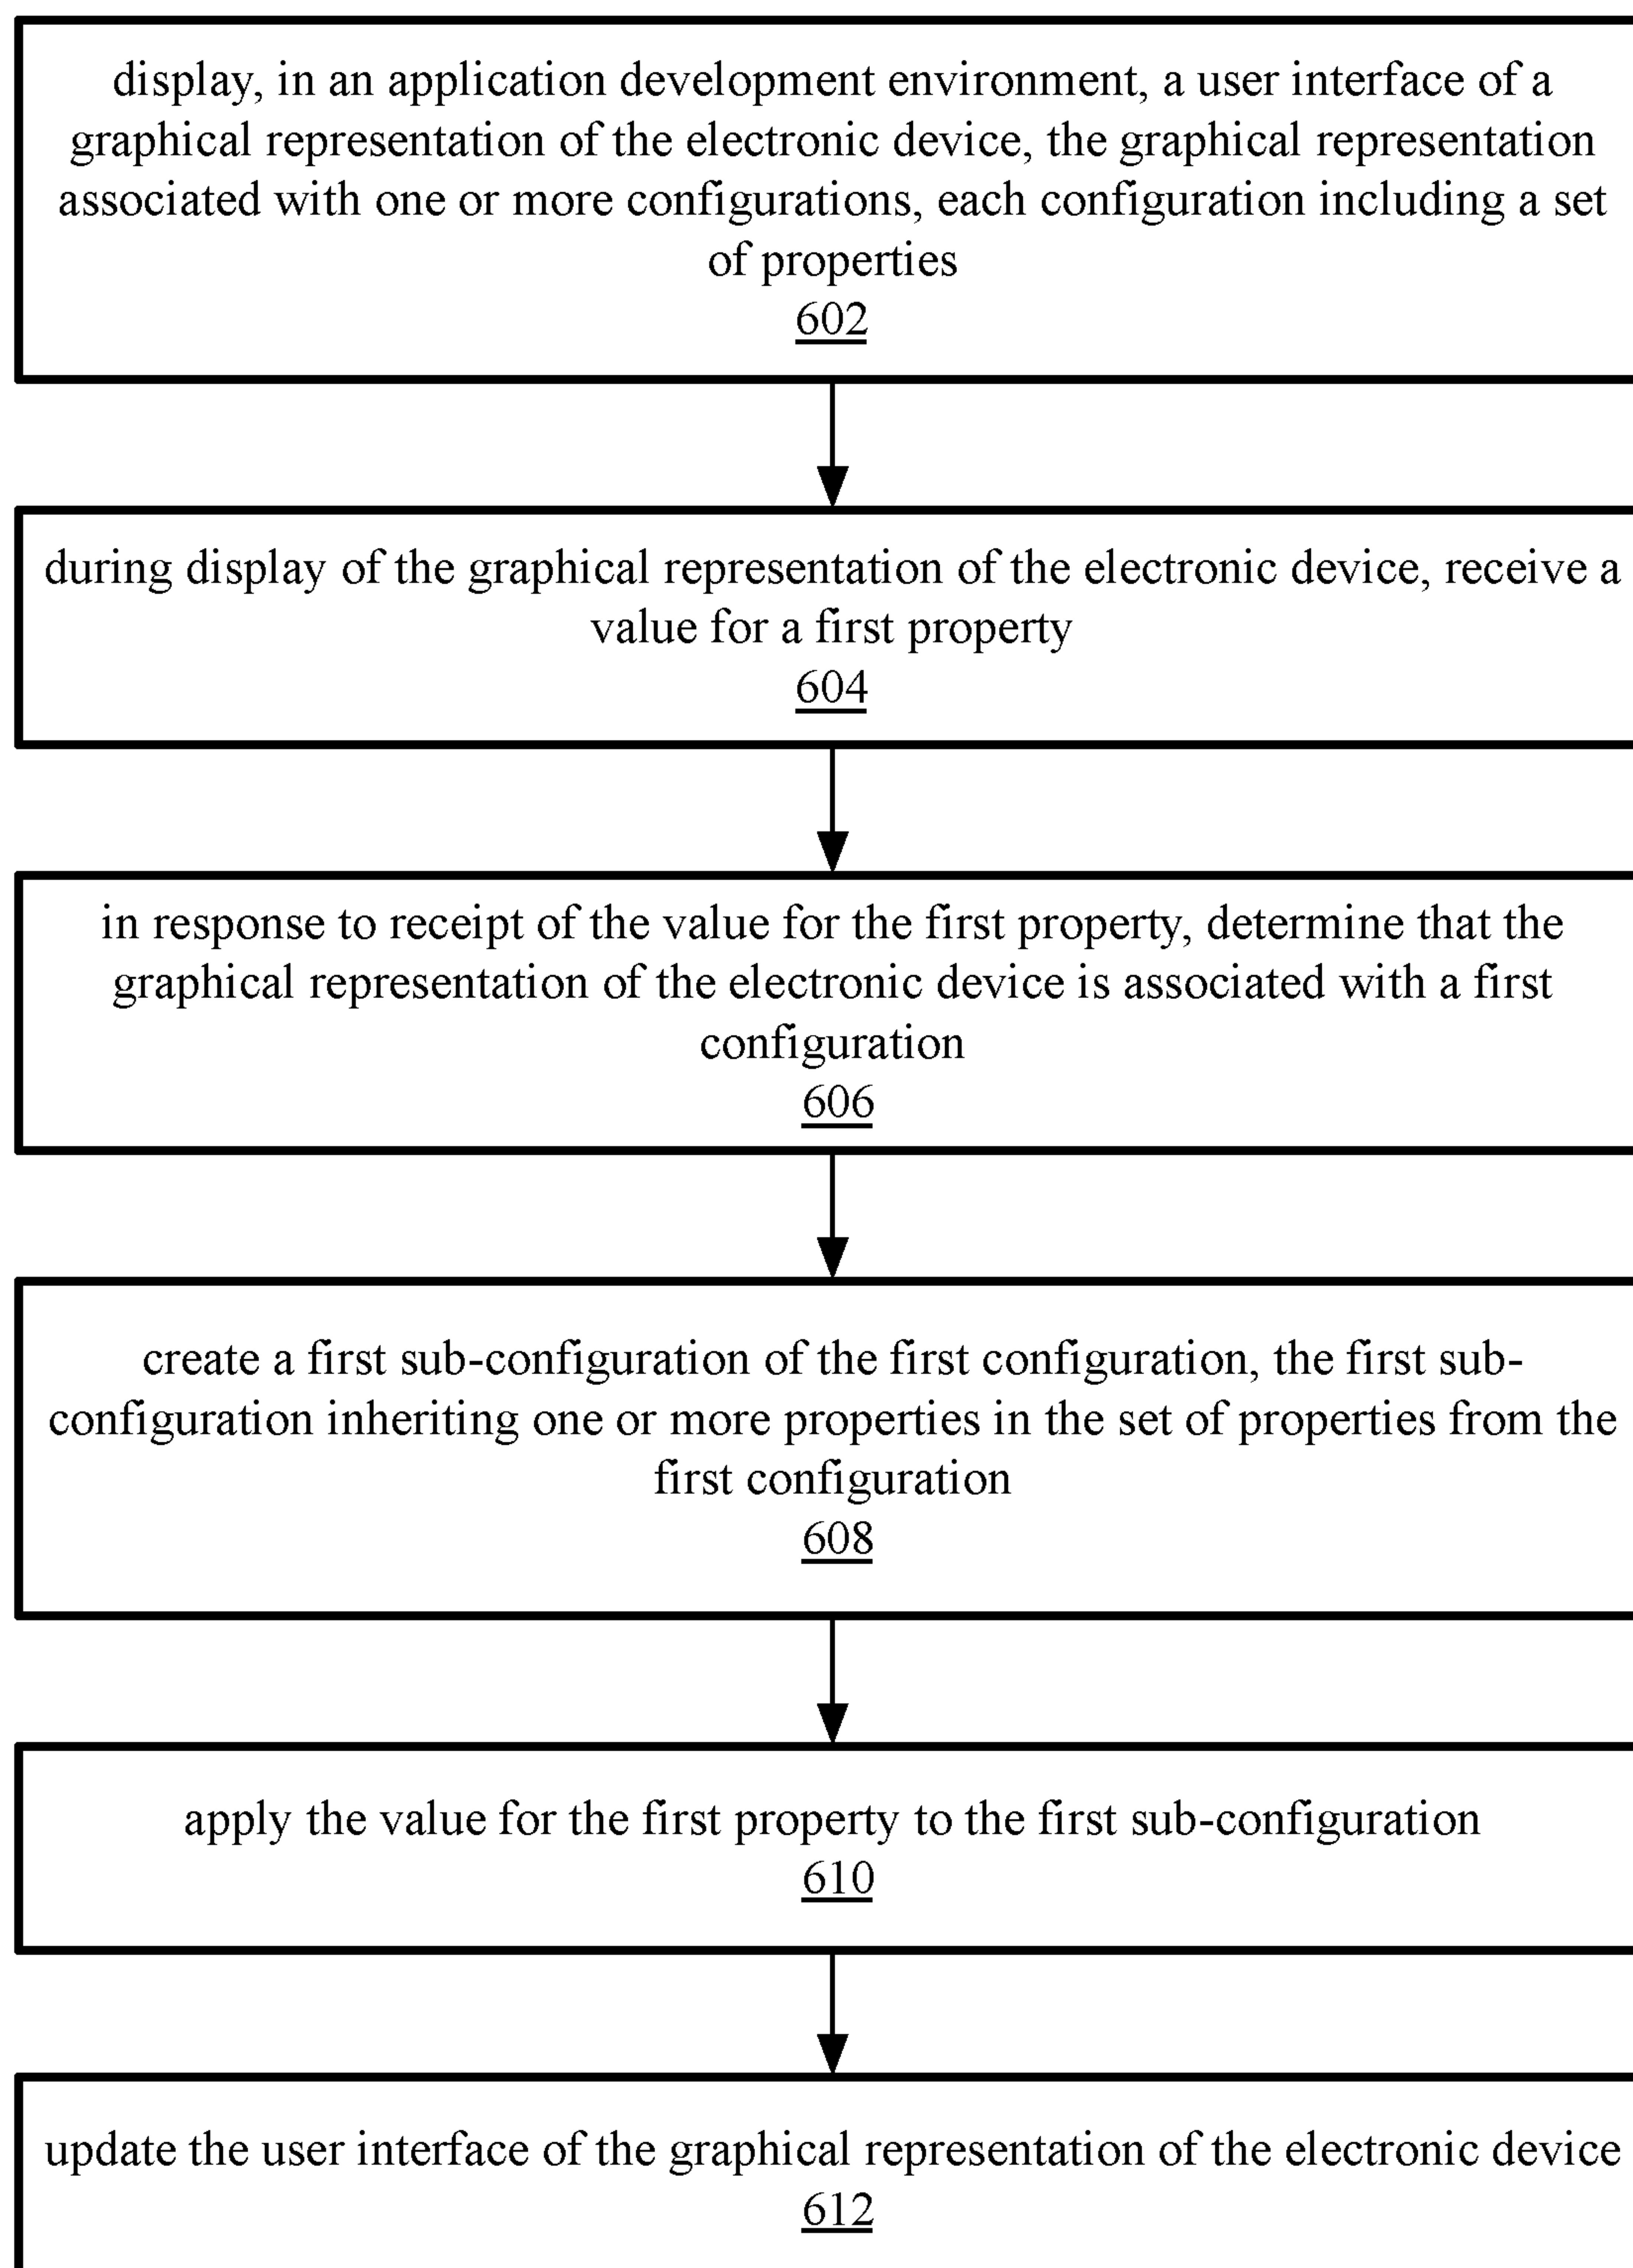 display, in an application development environment, a user interface of a
graphical representation of the electronic device, the graphical representation
associated with one or more configurations, each configuration including a set
of properties
602
during display of the graphical representation of the electronic device, receive a
value for a first property
604
in response to receipt of the value for the first property, determine that the
graphical representation of the electronic device is associated with a first
configuration
606
create a first sub-configuration of the first configuration, the first sub-
configuration inheriting one or more properties in the set of properties from the
first configuration
608
apply the value for the first property to the first sub-configuration
610
update the user interface of the graphical representation of the electronic device
612